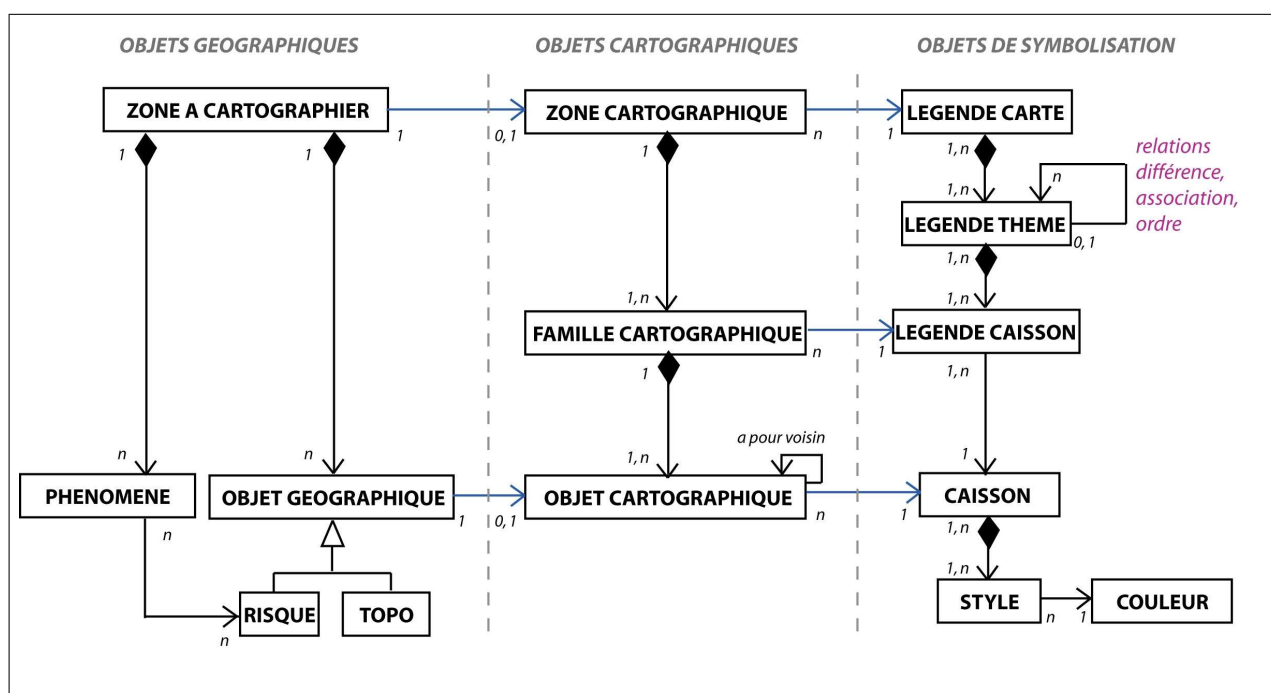 OBJETS GEOGRAPHIQUES
OBJETS CARTOGRAPHIQUES
OBJETS DE SYMBOLISATION
ZONE A CARTOGRAPHIER
ZONE CARTOGRAPHIQUE
LEGENDE CARTE
1
0, 1
n
1
1
1
1
1, n
relations
différence,
association,
ordre
n
1, n
LEGENDE THEME
0, 1
1, n
1, n
1, n
FAMILLE CARTOGRAPHIQUE
LEGENDE CAISSON
n
1
1
1, n
a pour voisin
n
n
1, n
1
PHENOMENE
OBJET GEOGRAPHIQUE
OBJET CARTOGRAPHIQUE
CAISSON
1
0, 1
n
1
n
1, n
1, n
RISQUE
TOPO
STYLE
COULEUR
n
n
1